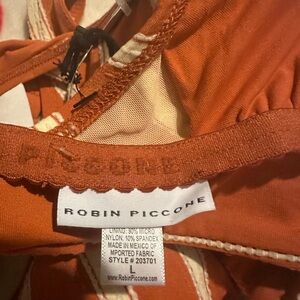 PICCONE
ROBIN PICCONE
LINING: 90% MICRO
NYLON, 10% SPANDEX
MADE IN MEXICO OF
IMPORTED FABRIC
STYLE # 203701
L
www.RobinPiccone.com